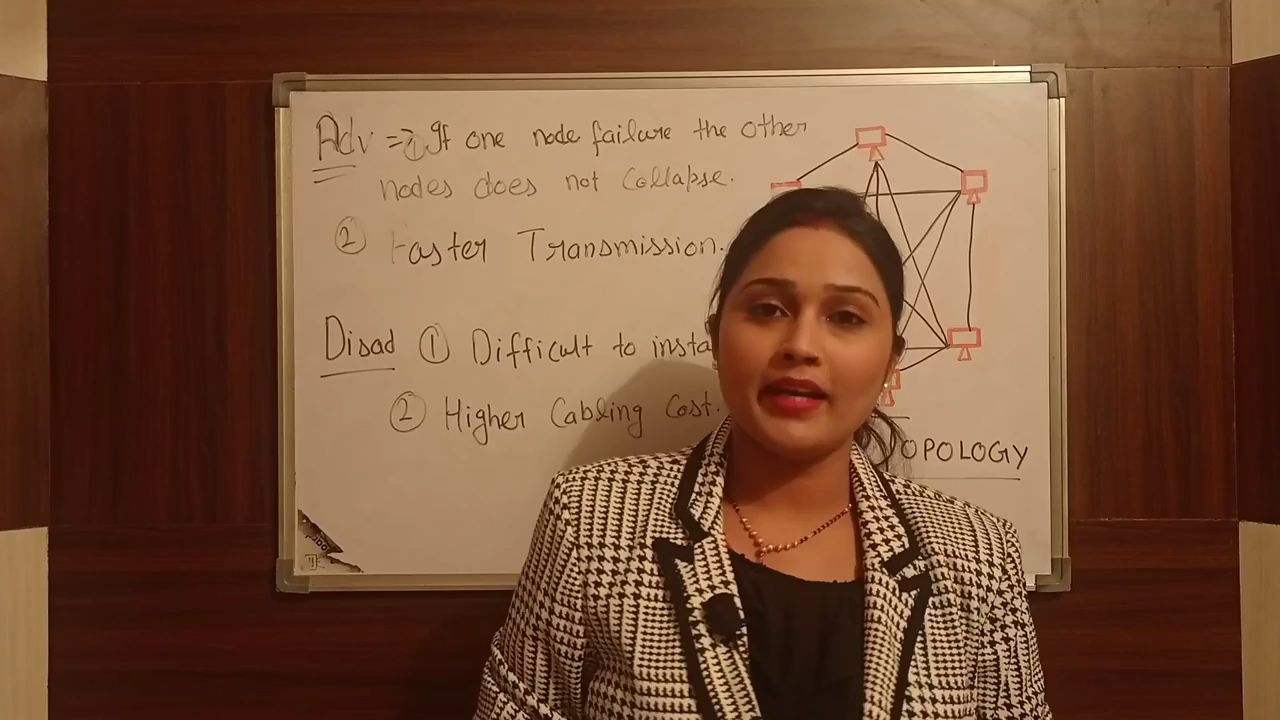 Adv => ① If one node failure the other
nodes does not Collapse.
② Faster Transmission.
Disad ① Difficult to insta
② Higher Cabling Cost.
OPOLOGY